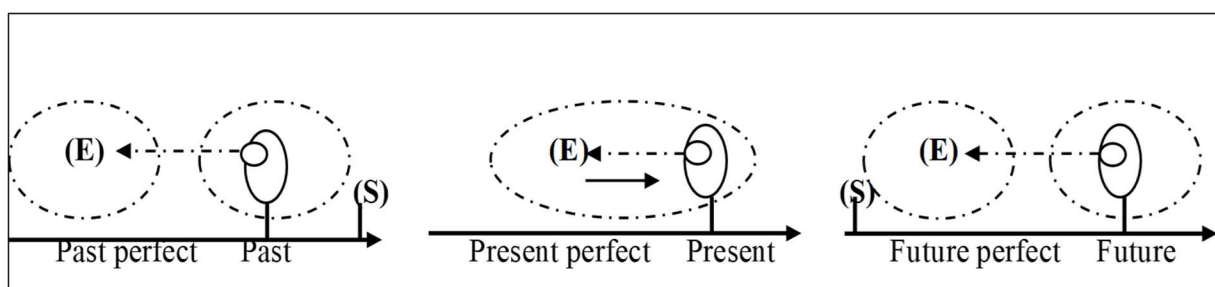 (E) (S)
Past perfect Past
(E)
Present perfect Present
(E) (S)
Future perfect Future